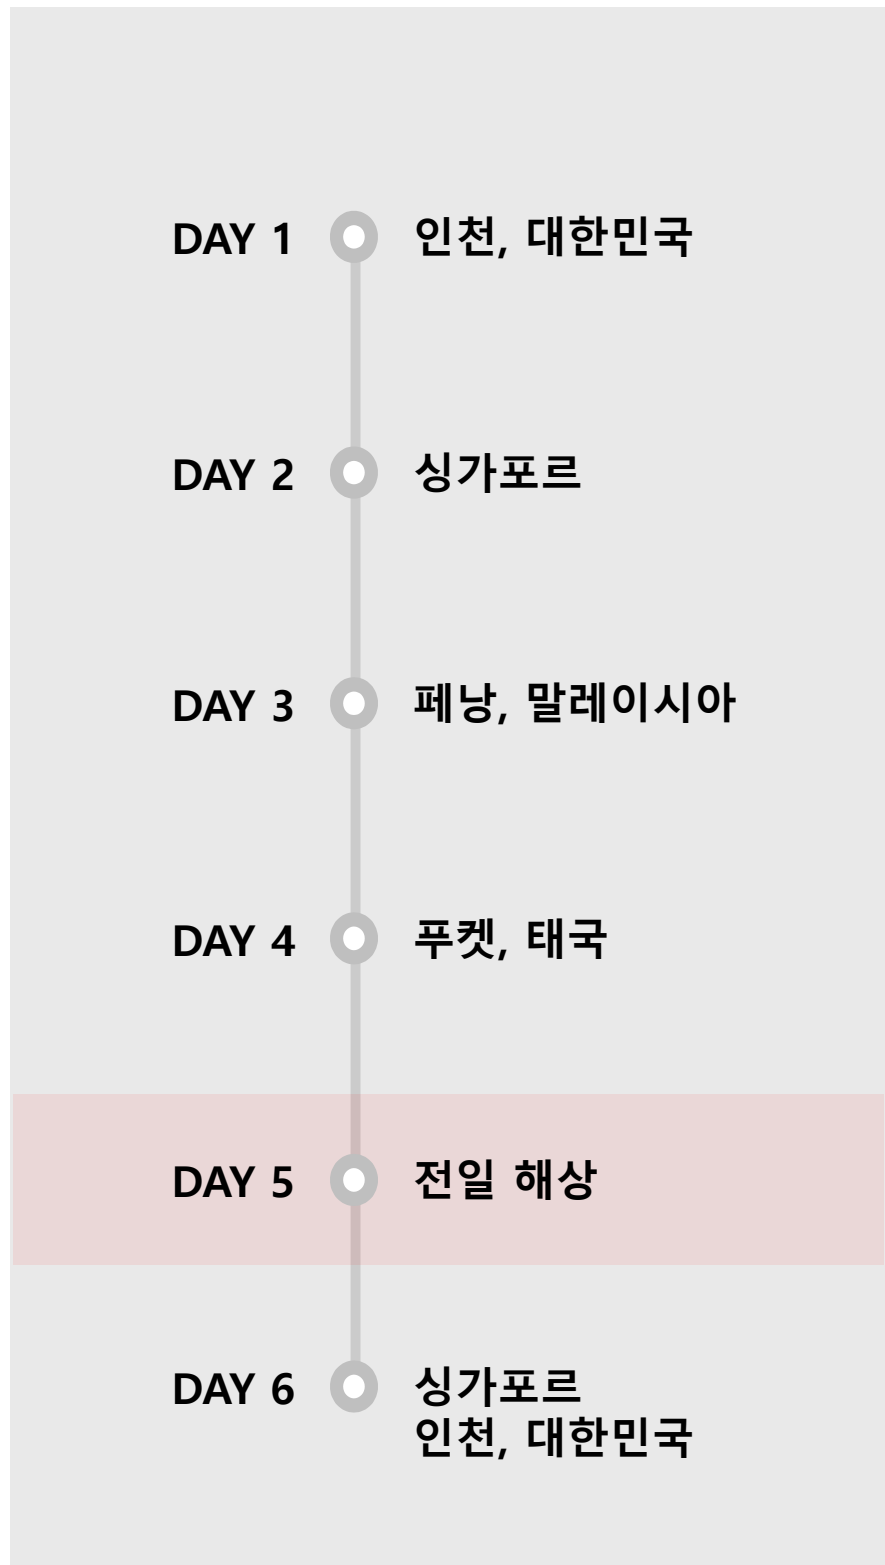 DAY 1 인천, 대한민국
DAY 2 싱가포르
DAY 3 페낭, 말레이시아
DAY 4 푸켓, 태국
DAY 5 전일 해상
DAY 6 싱가포르
인천, 대한민국